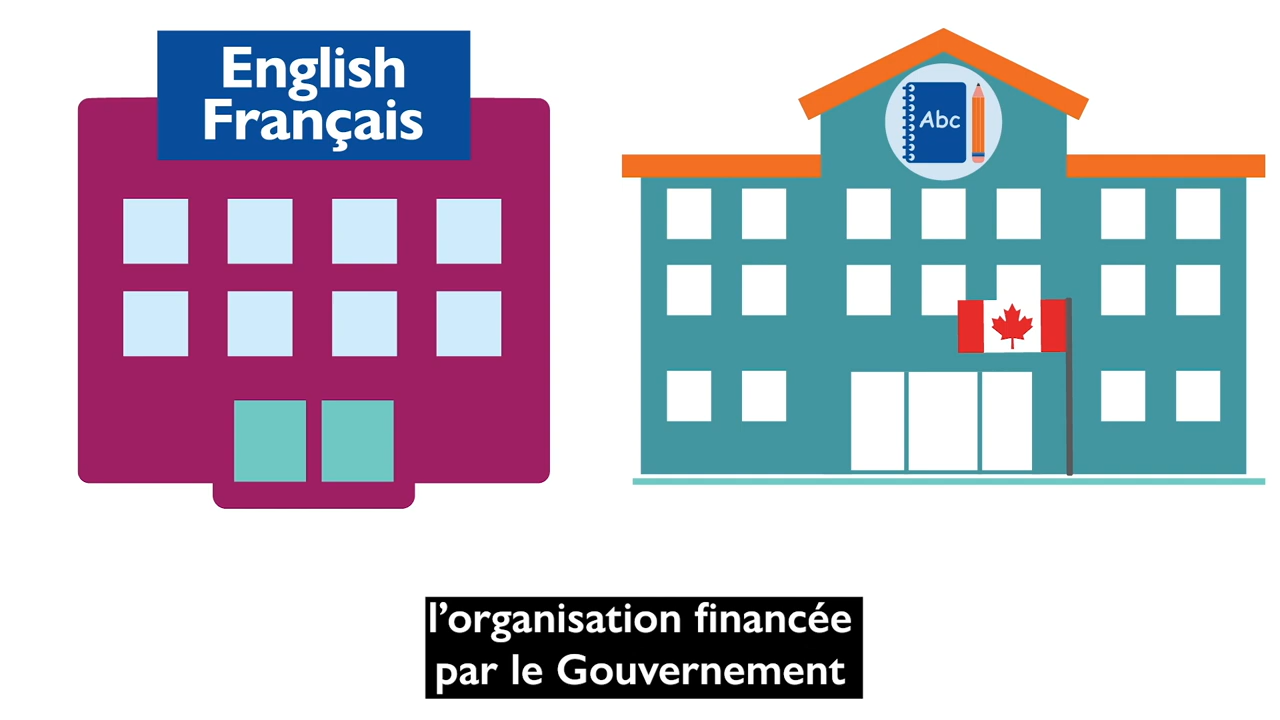 English
Français
Abc
l’organisation financée
par le Gouvernement